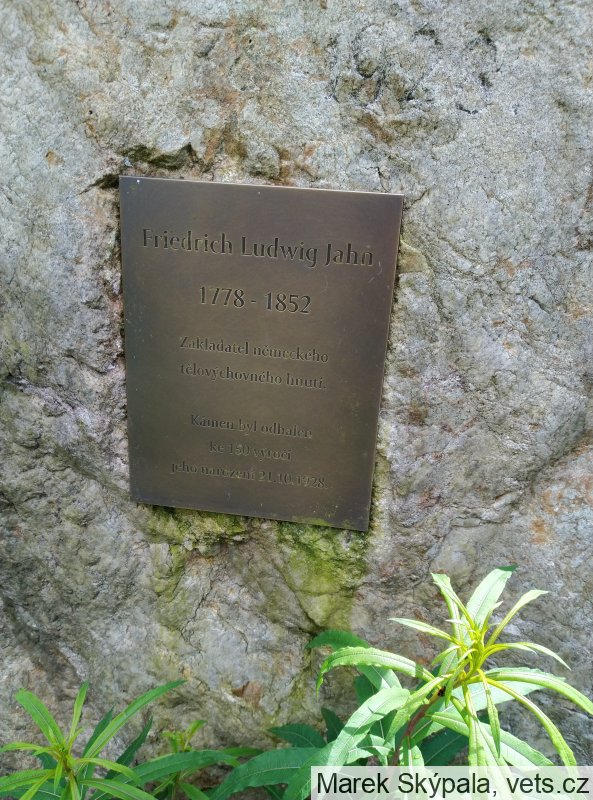 Friedrich Ludwig Jahn
1778 - 1852
Zakladatel německého
tělovýchovného hnutí.
Kámen byl odhalen
ke 150 výročí
jeho narození 21.10.1928.
Marek Skýpala, vets.cz